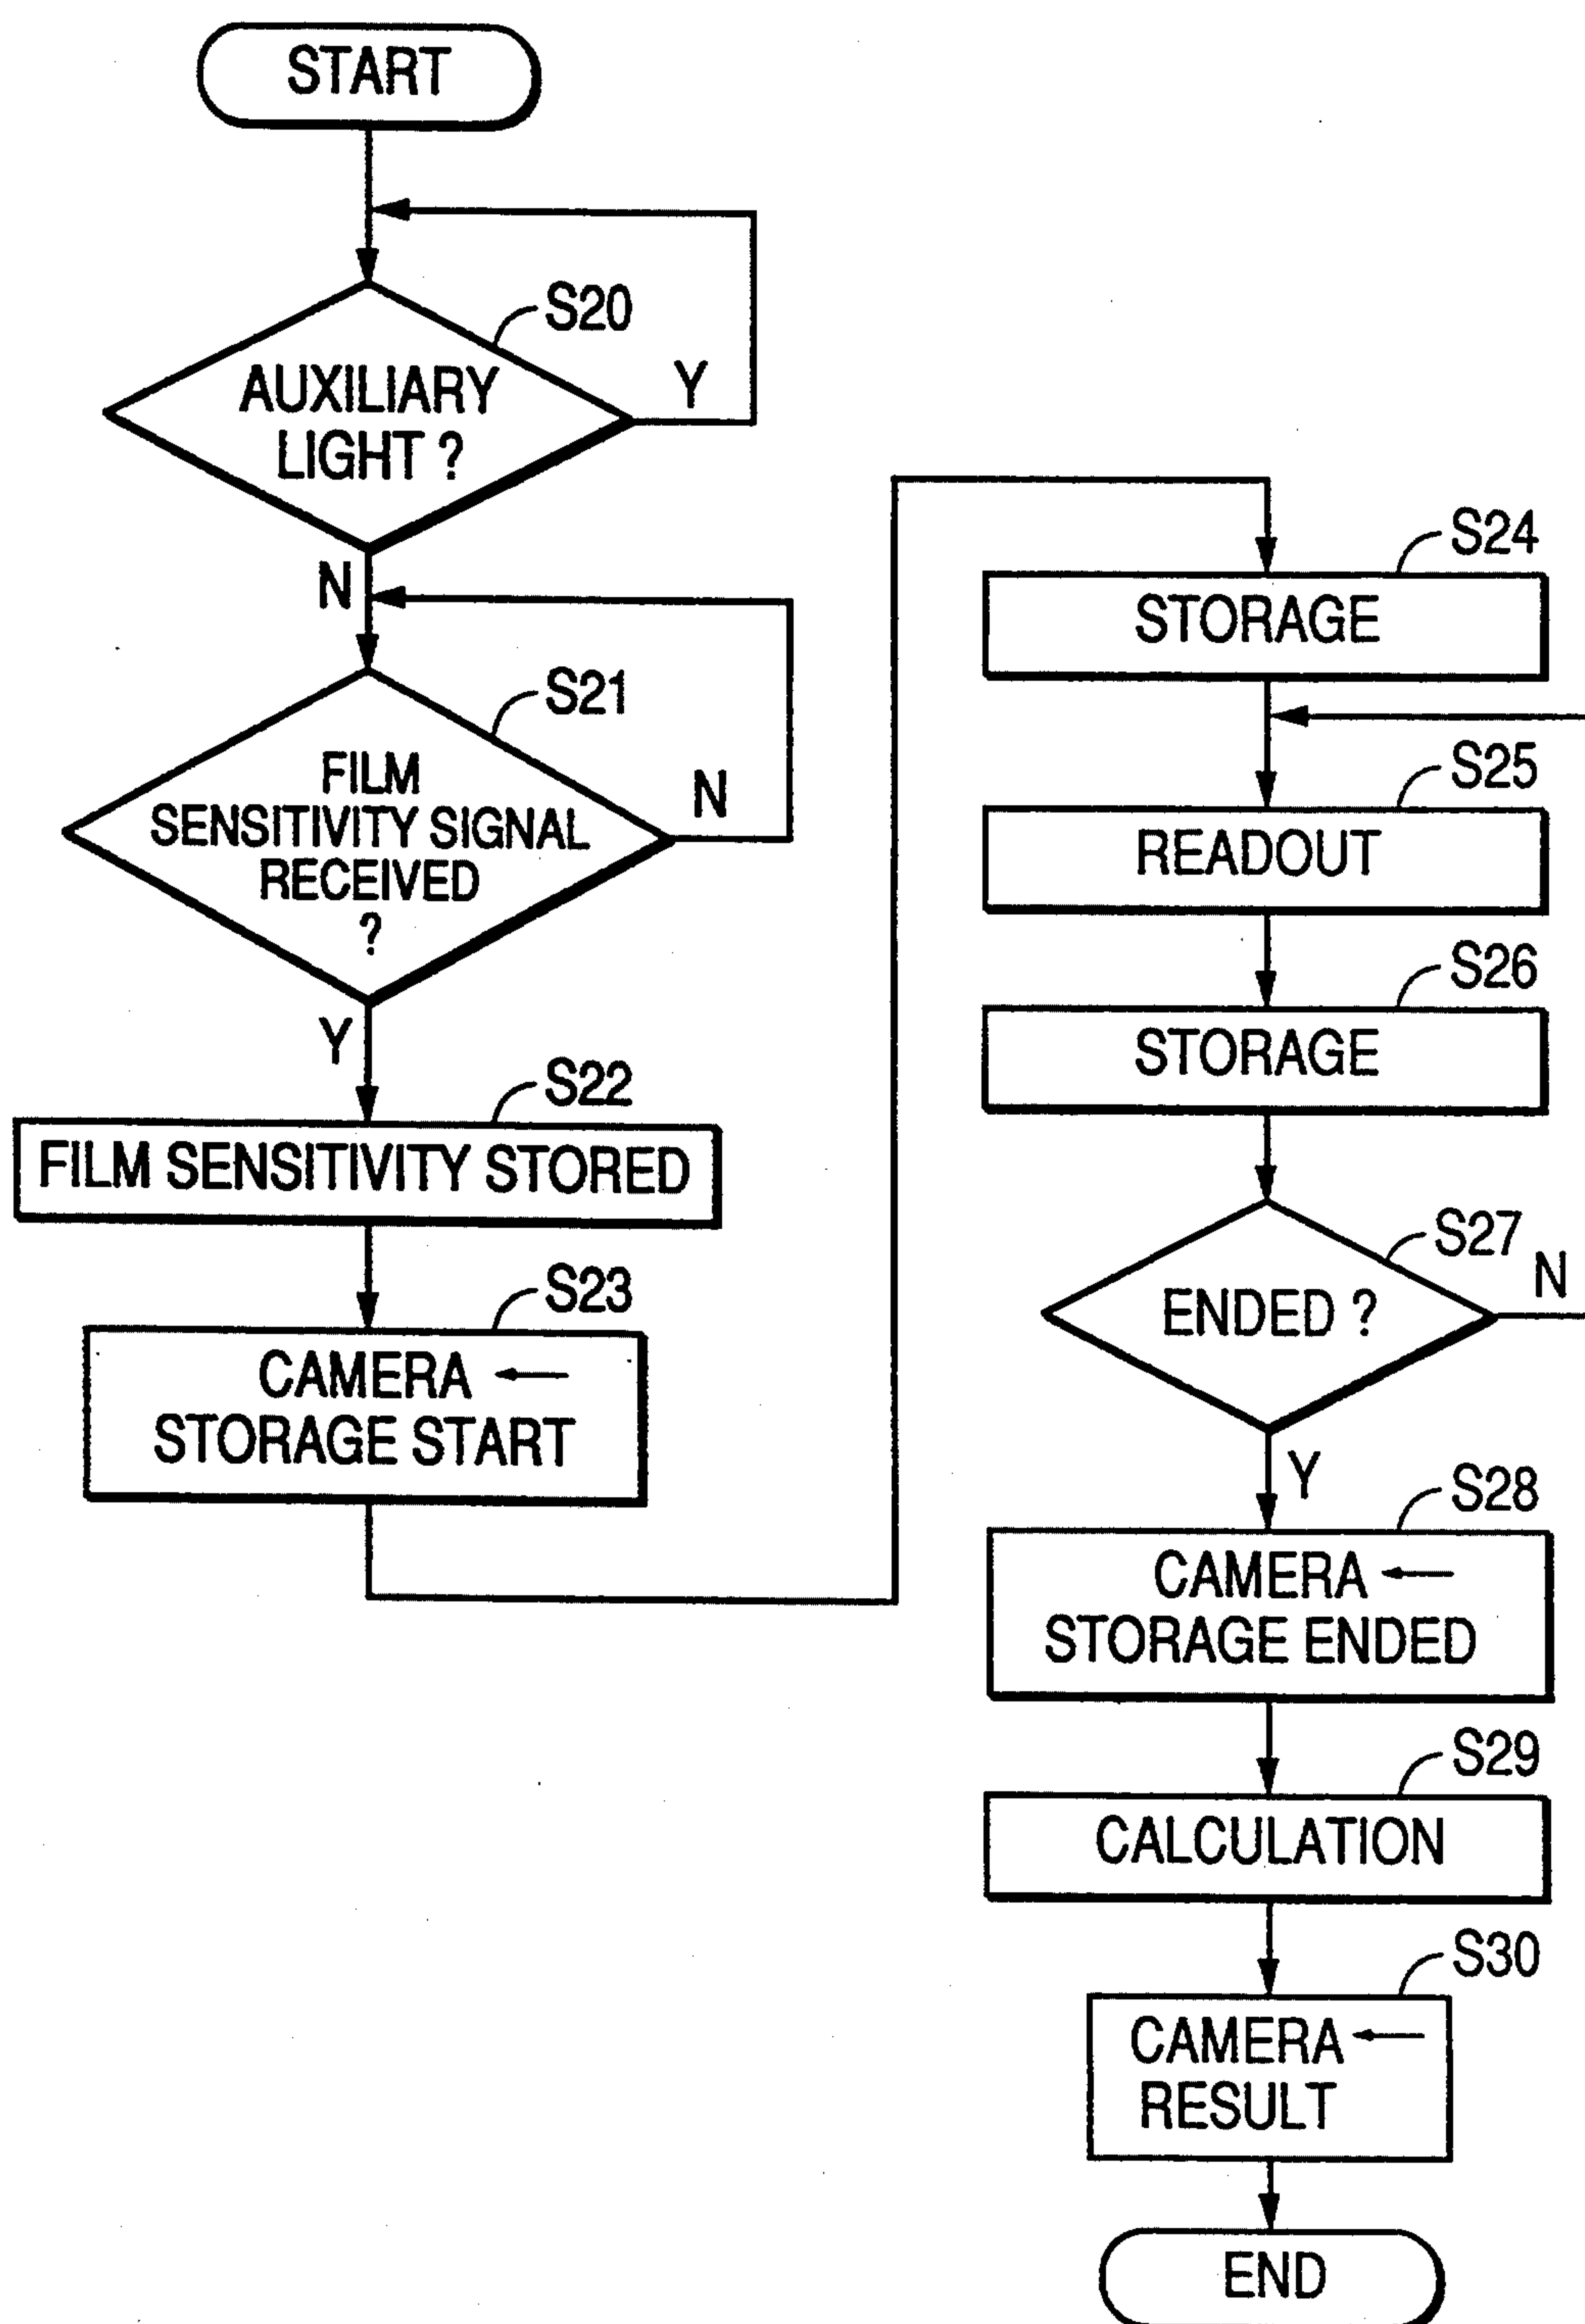 START
S20
AUXILIARY
LIGHT ?
Y
N
S21
FILM
SENSITIVITY SIGNAL
RECEIVED
?
N
Y
S22
FILM SENSITIVITY STORED
S23
CAMERA ←
STORAGE START
S24
STORAGE
S25
READOUT
S26
STORAGE
S27
ENDED ?
N
Y
S28
CAMERA ←
STORAGE ENDED
S29
CALCULATION
S30
CAMERA ←
RESULT
END